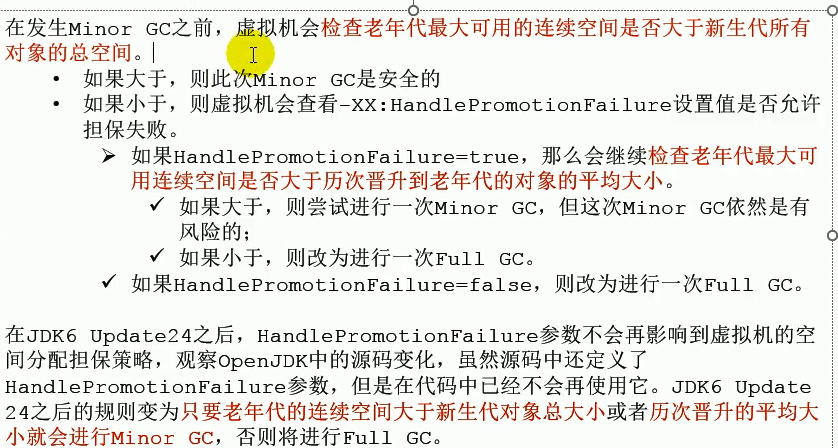 在发生Minor GC之前，虚拟机会检查老年代最大可用的连续空间是否大于新生代所有
对象的总空间。
• 如果大于，则此次Minor GC是安全的
• 如果小于，则虚拟机会查看-XX:HandlePromotionFailure设置值是否允许
担保失败。
➢ 如果HandlePromotionFailure=true，那么会继续检查老年代最大可
用连续空间是否大于历次晋升到老年代的对象的平均大小。
✓ 如果大于，则尝试进行一次Minor GC，但这次Minor GC依然是有
风险的；
✓ 如果小于，则改为进行一次Full GC。
✓ 如果HandlePromotionFailure=false，则改为进行一次Full GC。
在JDK6 Update24之后，HandlePromotionFailure参数不会再影响到虚拟机的空
间分配担保策略，观察OpenJDK中的源码变化，虽然源码中还定义了
HandlePromotionFailure参数，但是在代码中已经不会再使用它。JDK6 Update
24之后的规则变为只要老年代的连续空间大于新生代对象总大小或者历次晋升的平均大
小就会进行Minor GC，否则将进行Full GC。